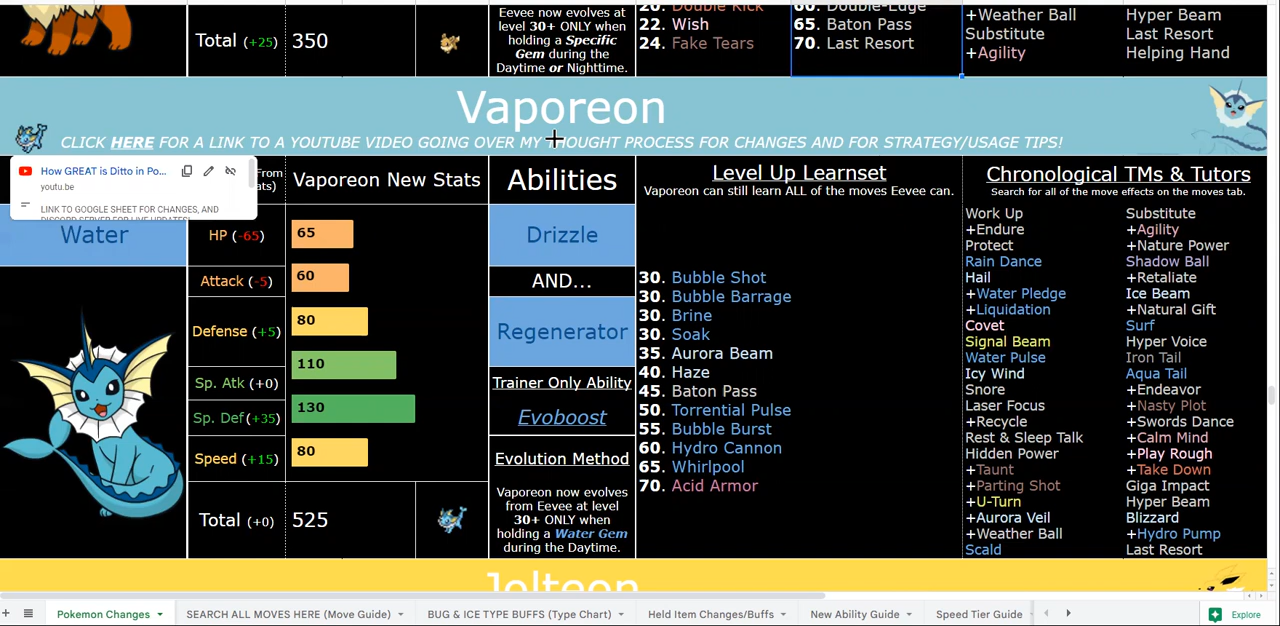 Total (+25) 350
Eevee now evolves at
level 30+ ONLY when
holding a Specific
Gem during the
Daytime or Nighttime.
20. Double Kick
22. Wish
24. Fake Tears
60. Double-Edge
65. Baton Pass
70. Last Resort
+Weather Ball
Substitute
+Agility
Hyper Beam
Last Resort
Helping Hand
Vaporeon
CLICK HERE FOR A LINK TO A YOUTUBE VIDEO GOING OVER MY THOUGHT PROCESS FOR CHANGES AND FOR STRATEGY/USAGE TIPS!
How GREAT is Ditto in Po...
youtu.be
LINK TO GOOGLE SHEET FOR CHANGES, AND
DISCORD SERVER FOR LIVE UPDATES!
From
ats)
Water
Vaporeon New Stats
HP (-65) 65
Attack (-5) 60
Defense (+5) 80
Sp. Atk (+0) 110
Sp. Def (+35) 130
Speed (+15) 80
Total (+0) 525
Abilities
Drizzle
AND...
Regenerator
Trainer Only Ability
Evoboost
Evolution Method
Vaporeon now evolves
from Eevee at level
30+ ONLY when
holding a Water Gem
during the Daytime.
Level Up Learnset
Vaporeon can still learn ALL of the moves Eevee can.
30. Bubble Shot
30. Bubble Barrage
30. Brine
30. Soak
35. Aurora Beam
40. Haze
45. Baton Pass
50. Torrential Pulse
55. Bubble Burst
60. Hydro Cannon
65. Whirlpool
70. Acid Armor
Chronological TMs & Tutors
Search for all of the move effects on the moves tab.
Work Up
+Endure
Protect
Rain Dance
Hail
+Water Pledge
+Liquidation
Covet
Signal Beam
Water Pulse
Icy Wind
Snore
Laser Focus
+Recycle
Rest & Sleep Talk
Hidden Power
+Taunt
+Parting Shot
+U-Turn
+Aurora Veil
+Weather Ball
Scald
Substitute
+Agility
+Nature Power
Shadow Ball
+Retaliate
Ice Beam
+Natural Gift
Surf
Hyper Voice
Iron Tail
Aqua Tail
+Endeavor
+Nasty Plot
+Swords Dance
+Calm Mind
+Play Rough
+Take Down
Giga Impact
Hyper Beam
Blizzard
+Hydro Pump
Last Resort
Jolteon
Pokemon Changes
SEARCH ALL MOVES HERE (Move Guide)
BUG & ICE TYPE BUFFS (Type Chart)
Held Item Changes/Buffs
New Ability Guide
Speed Tier Guide
Explore